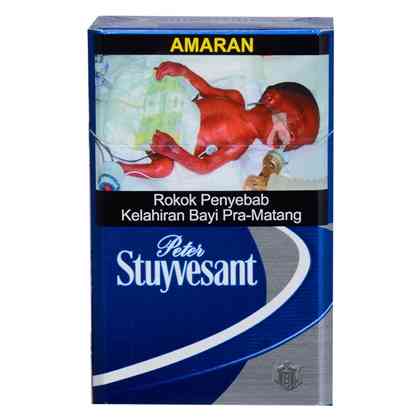 AMARAN
Rokok Penyebab
Kelahiran Bayi Pra-Matang
Peter
Stuyvesant